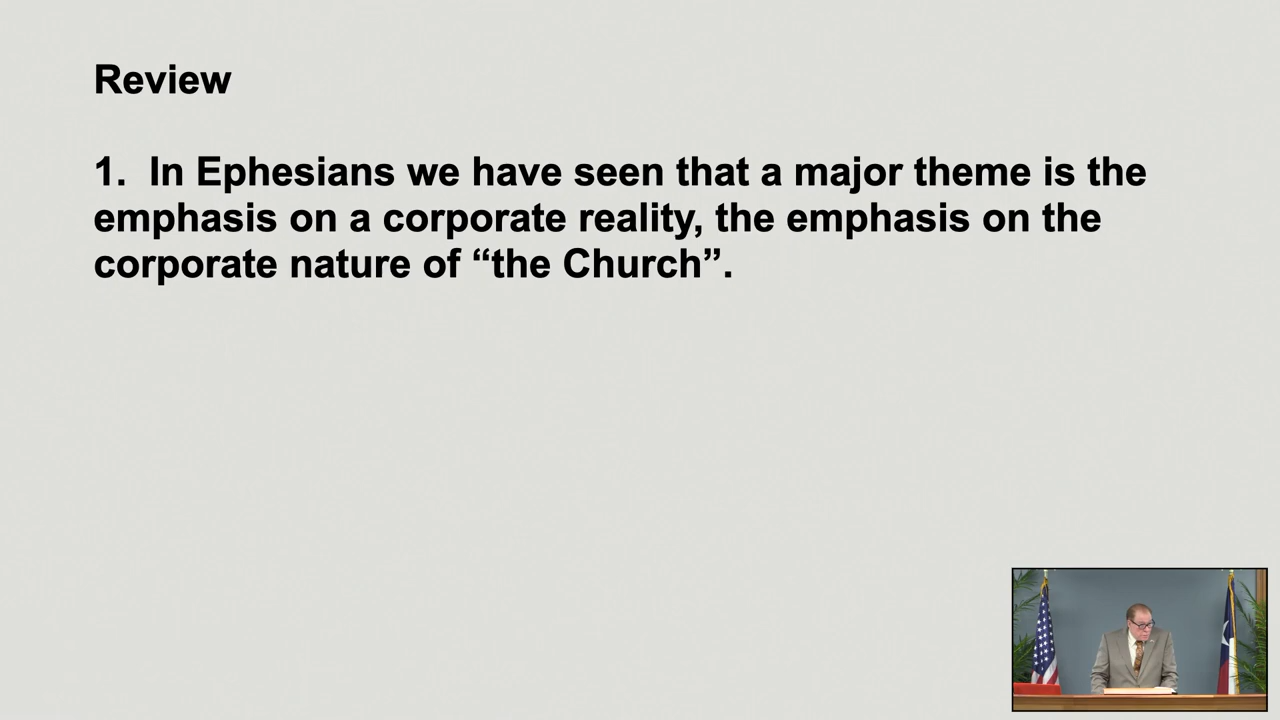 Review
1. In Ephesians we have seen that a major theme is the
emphasis on a corporate reality, the emphasis on the
corporate nature of “the Church”.